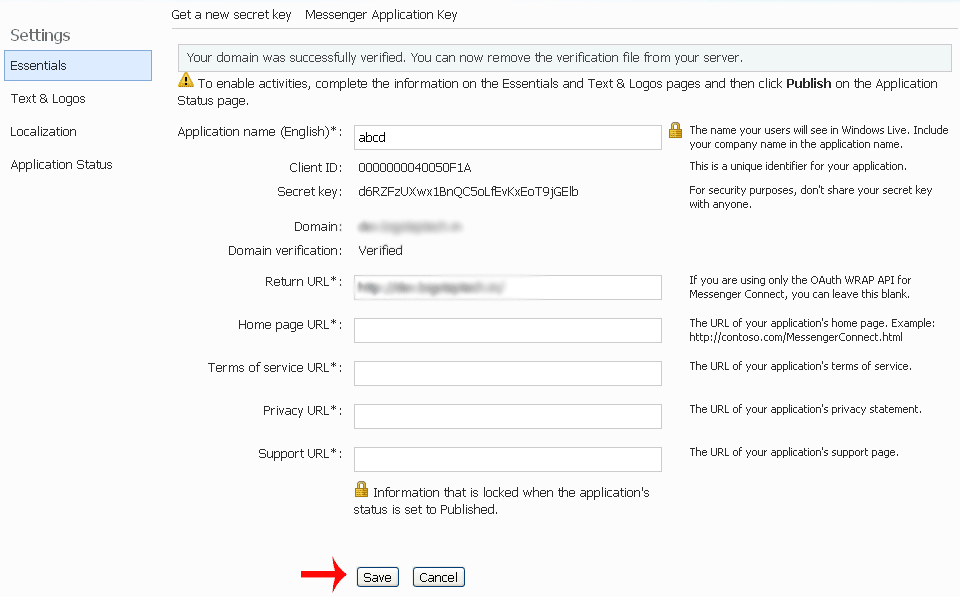 Get a new secret key Messenger Application Key
Settings
Essentials
Text & Logos
Localization
Application Status
Your domain was successfully verified. You can now remove the verification file from your server.
To enable activities, complete the information on the Essentials and Text & Logos pages and then click Publish on the Application
Status page.
Application name (English)*: abcd
The name your users will see in Windows Live. Include
your company name in the application name.
Client ID: 0000000040050F1A
This is a unique identifier for your application.
Secret key: d6RZFzUXwx1BnQC5oLfEvKxEoT9jGElb
For security purposes, don't share your secret key
with anyone.
Domain:
Domain verification: Verified
Return URL*:
If you are using only the OAuth WRAP API for
Messenger Connect, you can leave this blank.
Home page URL*:
The URL of your application's home page. Example:
http://contoso.com/MessengerConnect.html
Terms of service URL*:
The URL of your application's terms of service.
Privacy URL*:
The URL of your application's privacy statement.
Support URL*:
The URL of your application's support page.
Information that is locked when the application's
status is set to Published.
Save Cancel